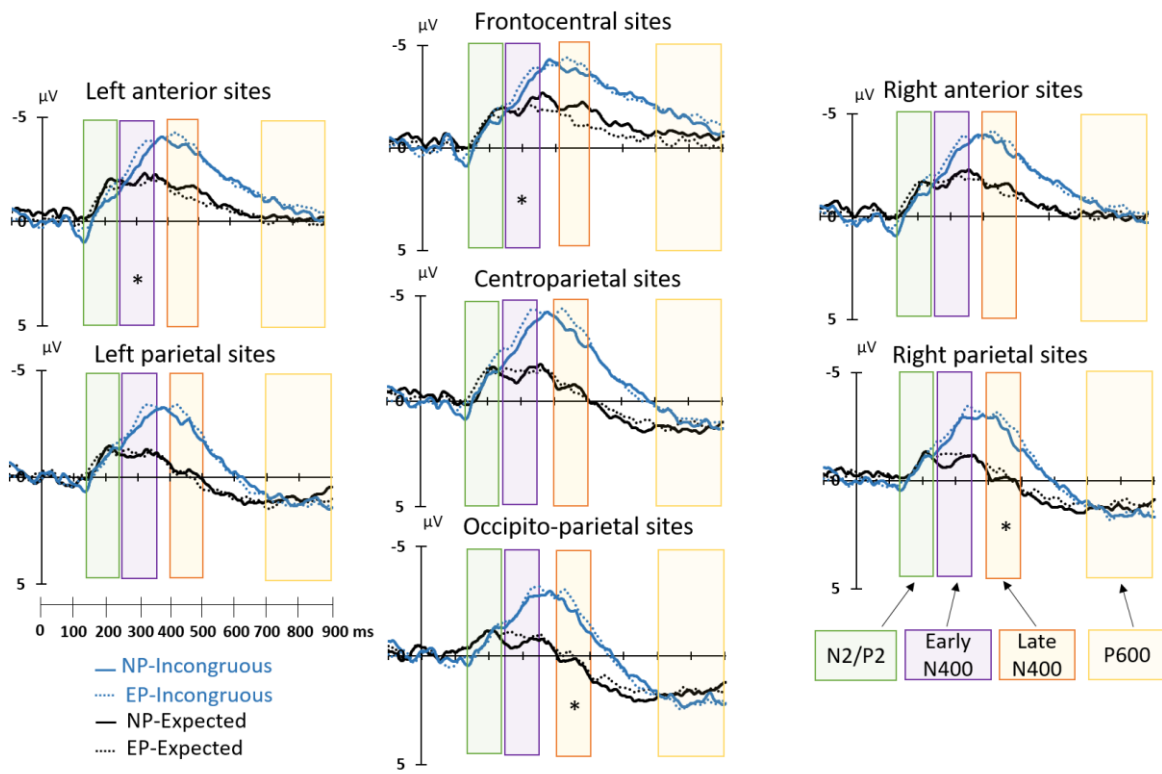 Frontocentral sites
µV
-5
0
5
*
Left anterior sites
µV
-5
0
5
*
Right anterior sites
µV
-5
0
5
Centroparietal sites
-5
0
5
Left parietal sites
µV
-5
0
5
Right parietal sites
-5
0
5
*
Occipito-parietal sites
µV
-5
0
5
*
0 100 200 300 400 500 600 700 800 900 ms
NP-Incongruous
EP-Incongruous
NP-Expected
EP-Expected
N2/P2
Early
N400
Late
N400
P600